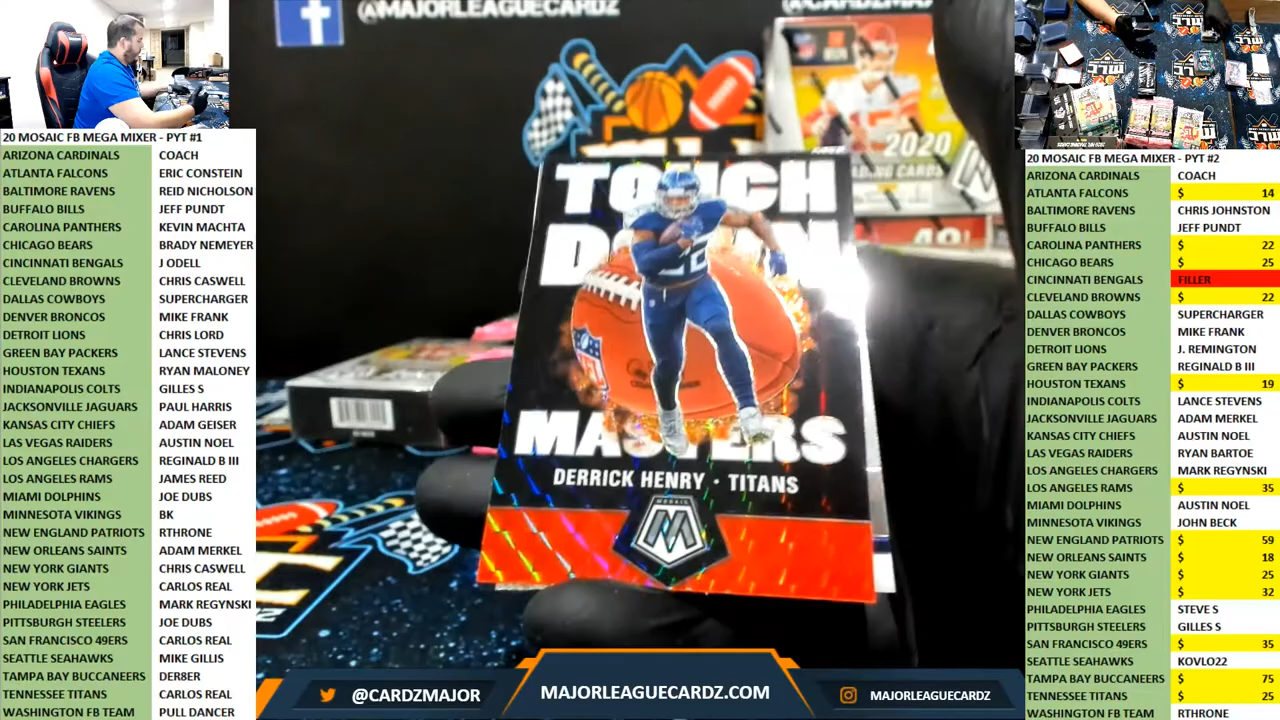 @MAJORLEAGUECARDZ
20 MOSAIC FB MEGA MIXER - PYT #1
ARIZONA CARDINALS COACH
ATLANTA FALCONS ERIC CONSTEIN
BALTIMORE RAVENS REID NICHOLSON
BUFFALO BILLS JEFF PUNDT
CAROLINA PANTHERS KEVIN MACHTA
CHICAGO BEARS BRADY NEMEYER
CINCINNATI BENGALS J ODELL
CLEVELAND BROWNS CHRIS CASWELL
DALLAS COWBOYS SUPERCHARGER
DENVER BRONCOS MIKE FRANK
DETROIT LIONS CHRIS LORD
GREEN BAY PACKERS LANCE STEVENS
HOUSTON TEXANS RYAN MALONEY
INDIANAPOLIS COLTS GILLES S
JACKSONVILLE JAGUARS PAUL HARRIS
KANSAS CITY CHIEFS ADAM GEISER
LAS VEGAS RAIDERS AUSTIN NOEL
LOS ANGELES CHARGERS REGINALD B III
LOS ANGELES RAMS JAMES REED
MIAMI DOLPHINS JOE DUBS
MINNESOTA VIKINGS BK
NEW ENGLAND PATRIOTS RTHRONE
NEW ORLEANS SAINTS ADAM MERKEL
NEW YORK GIANTS CHRIS CASWELL
NEW YORK JETS CARLOS REAL
PHILADELPHIA EAGLES MARK REGYNSKI
PITTSBURGH STEELERS JOE DUBS
SAN FRANCISCO 49ERS CARLOS REAL
SEATTLE SEAHAWKS MIKE GILLIS
TAMPA BAY BUCCANEERS DER8ER
TENNESSEE TITANS CARLOS REAL
WASHINGTON FB TEAM PULL DANCER
2020
TOUCH
DOWN
MASTERS
DERRICK HENRY · TITANS
MOSAIC
22
NFL
@CARDZMAJOR
MAJORLEAGUECARDZ.COM
MAJORLEAGUECARDZ
20 MOSAIC FB MEGA MIXER - PYT #2
ARIZONA CARDINALS COACH
ATLANTA FALCONS $ 14
BALTIMORE RAVENS CHRIS JOHNSTON
BUFFALO BILLS JEFF PUNDT
CAROLINA PANTHERS $ 22
CHICAGO BEARS $ 25
CINCINNATI BENGALS FILLER
CLEVELAND BROWNS $ 22
DALLAS COWBOYS SUPERCHARGER
DENVER BRONCOS MIKE FRANK
DETROIT LIONS J. REMINGTON
GREEN BAY PACKERS REGINALD B III
HOUSTON TEXANS $ 19
INDIANAPOLIS COLTS LANCE STEVENS
JACKSONVILLE JAGUARS ADAM MERKEL
KANSAS CITY CHIEFS AUSTIN NOEL
LAS VEGAS RAIDERS RYAN BARTOE
LOS ANGELES CHARGERS MARK REGYNSKI
LOS ANGELES RAMS $ 35
MIAMI DOLPHINS AUSTIN NOEL
MINNESOTA VIKINGS JOHN BECK
NEW ENGLAND PATRIOTS $ 59
NEW ORLEANS SAINTS $ 18
NEW YORK GIANTS $ 25
NEW YORK JETS $ 32
PHILADELPHIA EAGLES STEVE S
PITTSBURGH STEELERS GILLES S
SAN FRANCISCO 49ERS $ 35
SEATTLE SEAHAWKS KOVLO22
TAMPA BAY BUCCANEERS $ 75
TENNESSEE TITANS $ 25
WASHINGTON FB TEAM RTHRONE